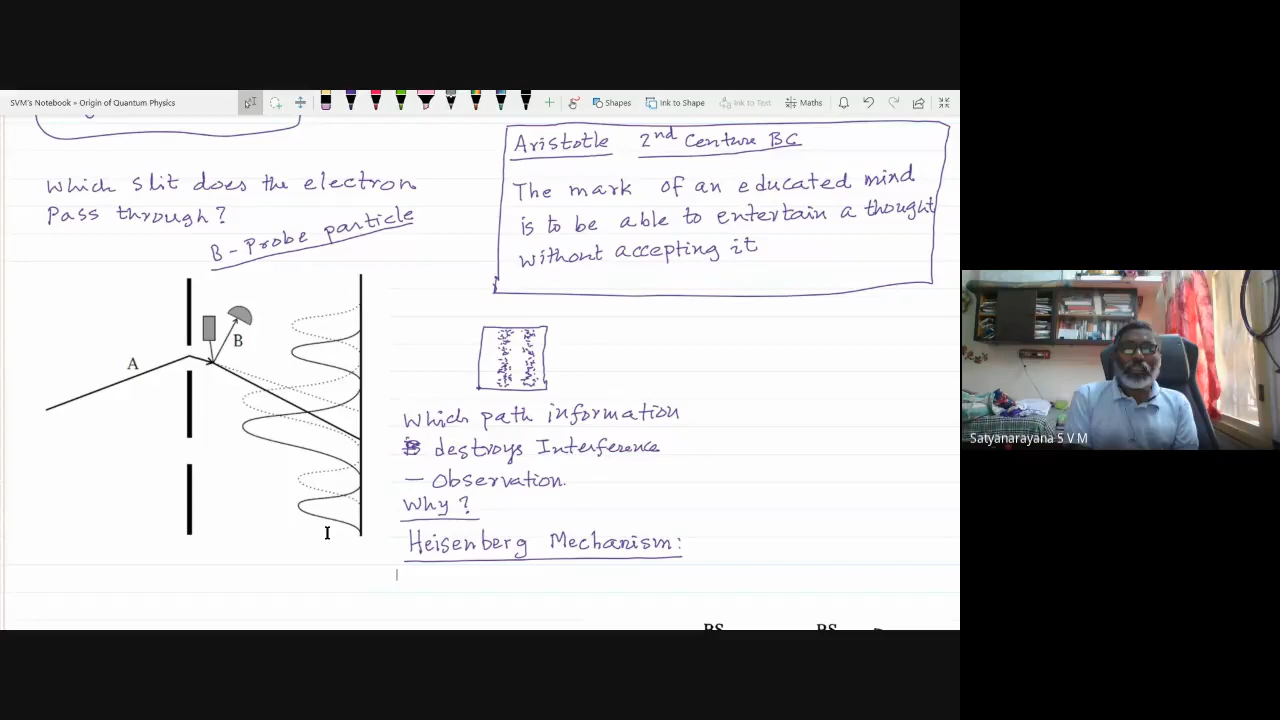 SVM's Notebook » Origin of Quantum Physics
Shapes
Ink to Shape
Ink to Text
Maths
Which slit does the electron
Pass through?
B - Probe particle
A
B
Aristotle 2nd Centure BC
The mark of an educated mind
is to be able to entertain a thought
without accepting it
Which path information
destroys Interference
— Observation.
Why?
Heisenberg Mechanism:
BS
BS
Satyanarayana S V M